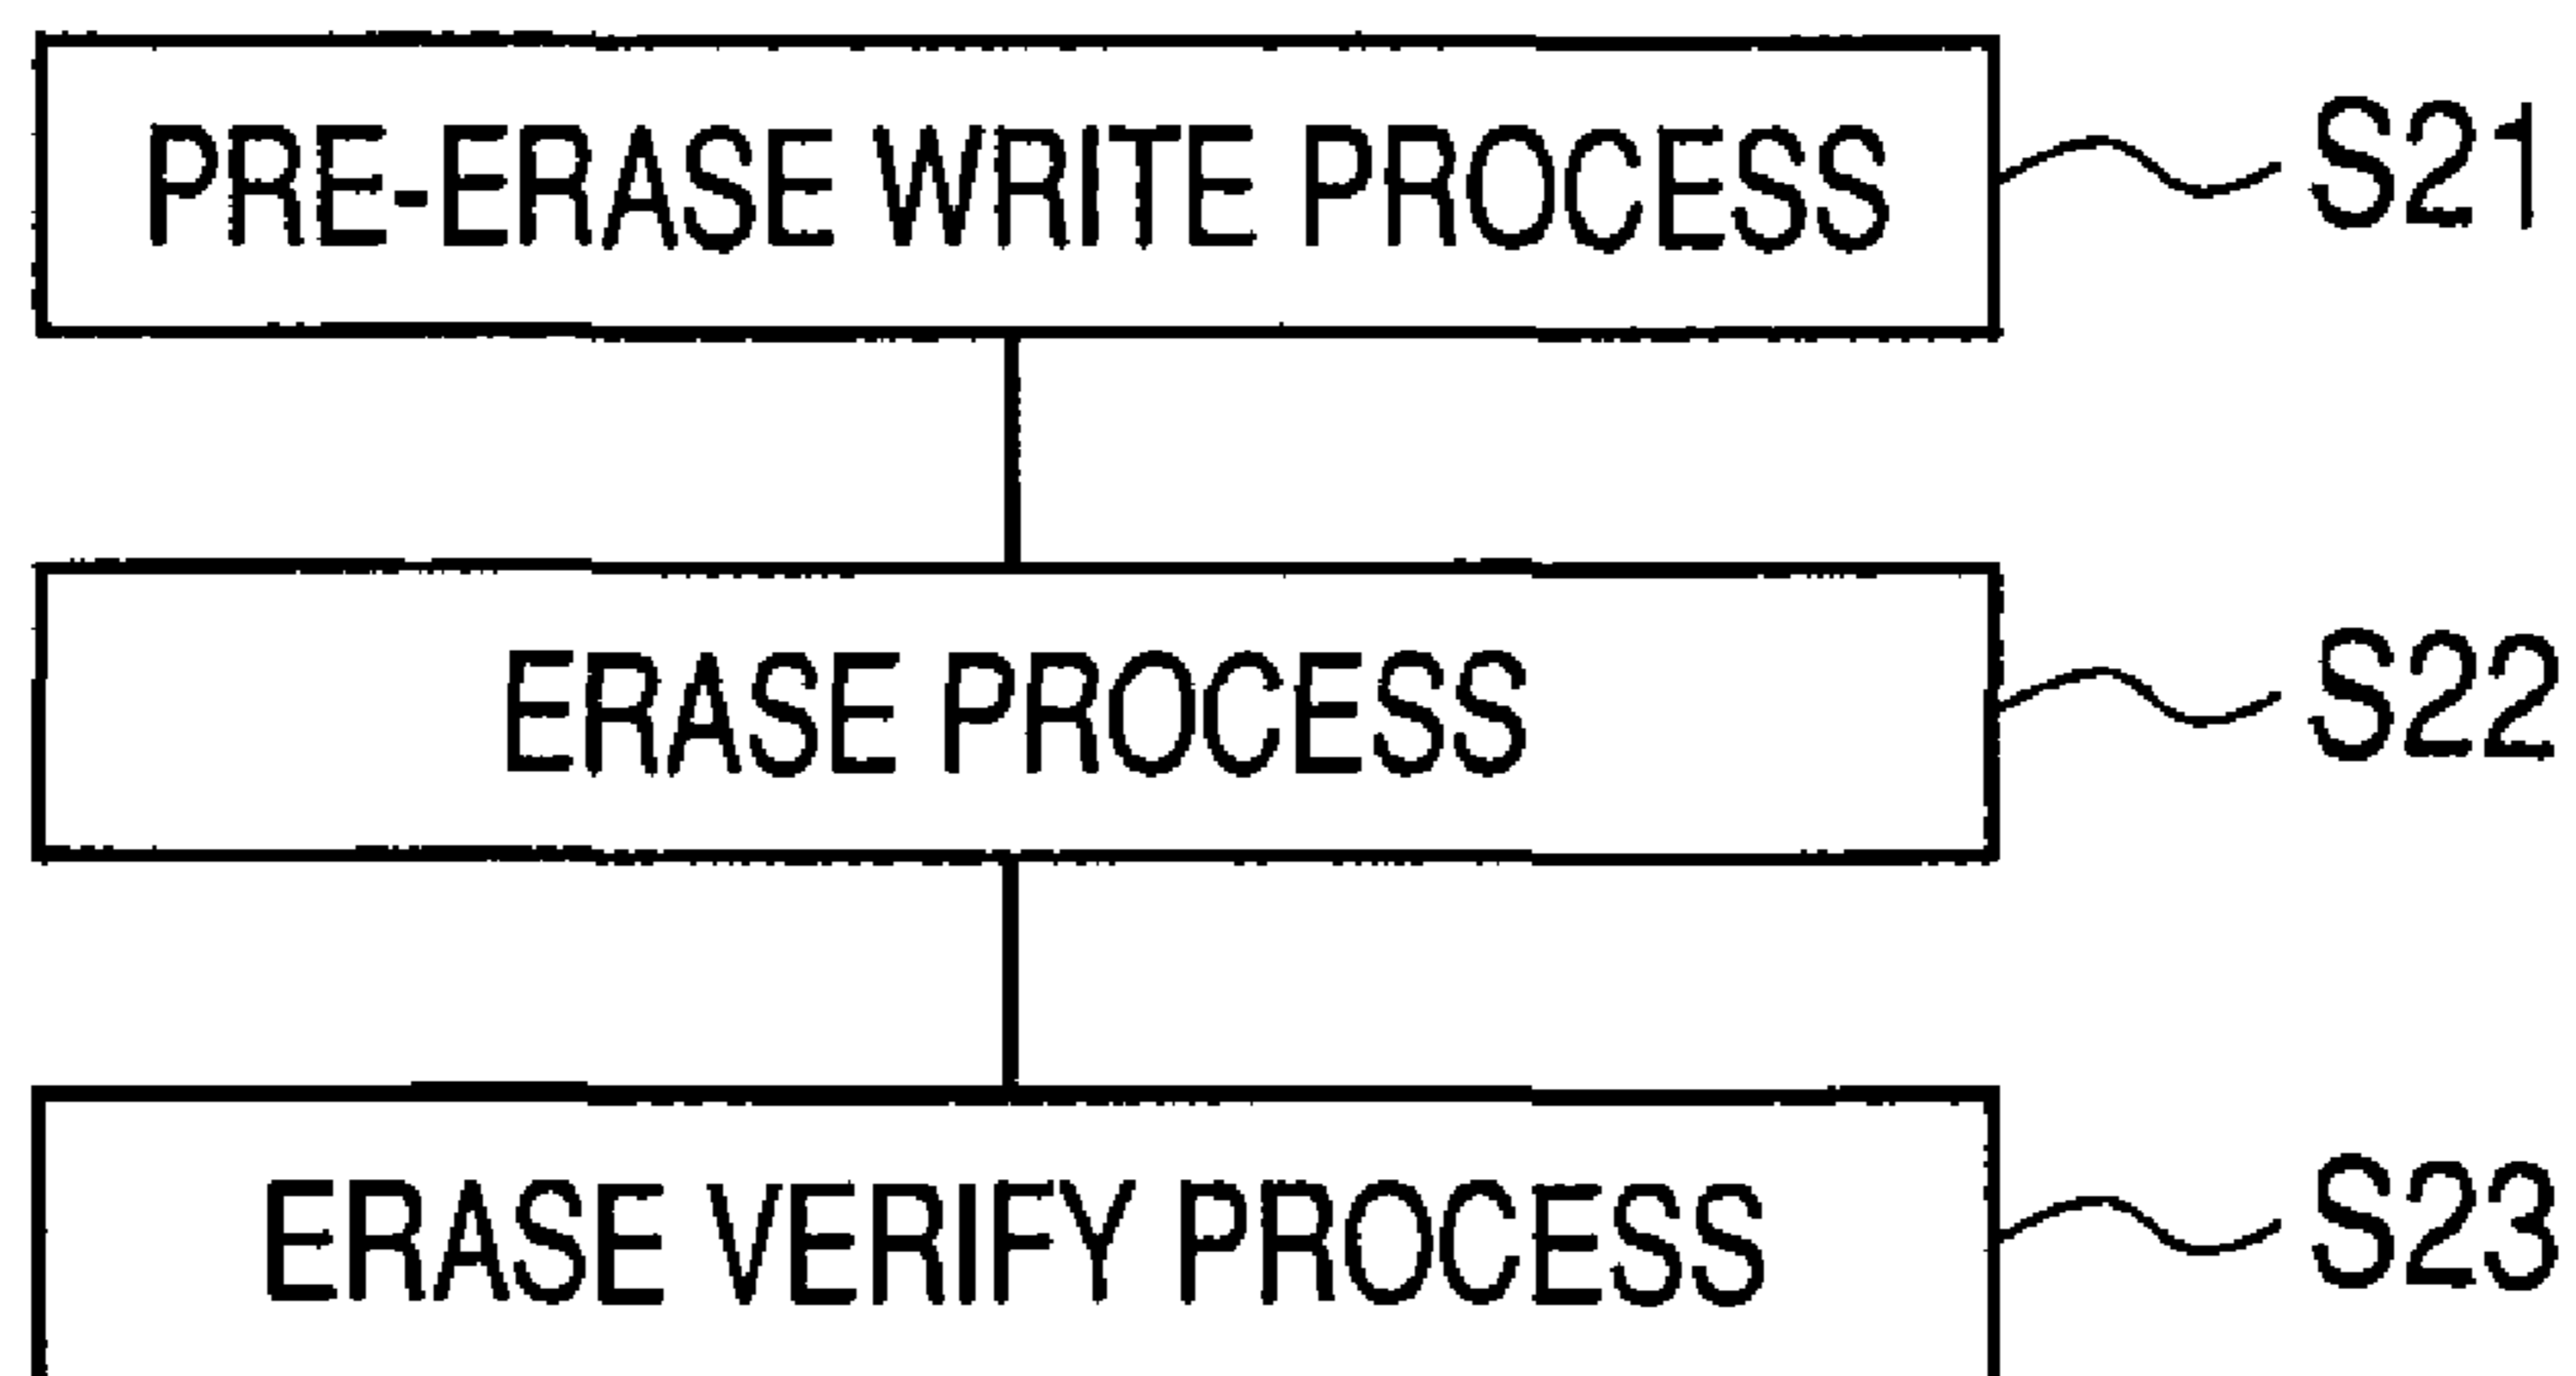 PRE-ERASE WRITE PROCESS S21
ERASE PROCESS S22
ERASE VERIFY PROCESS S23